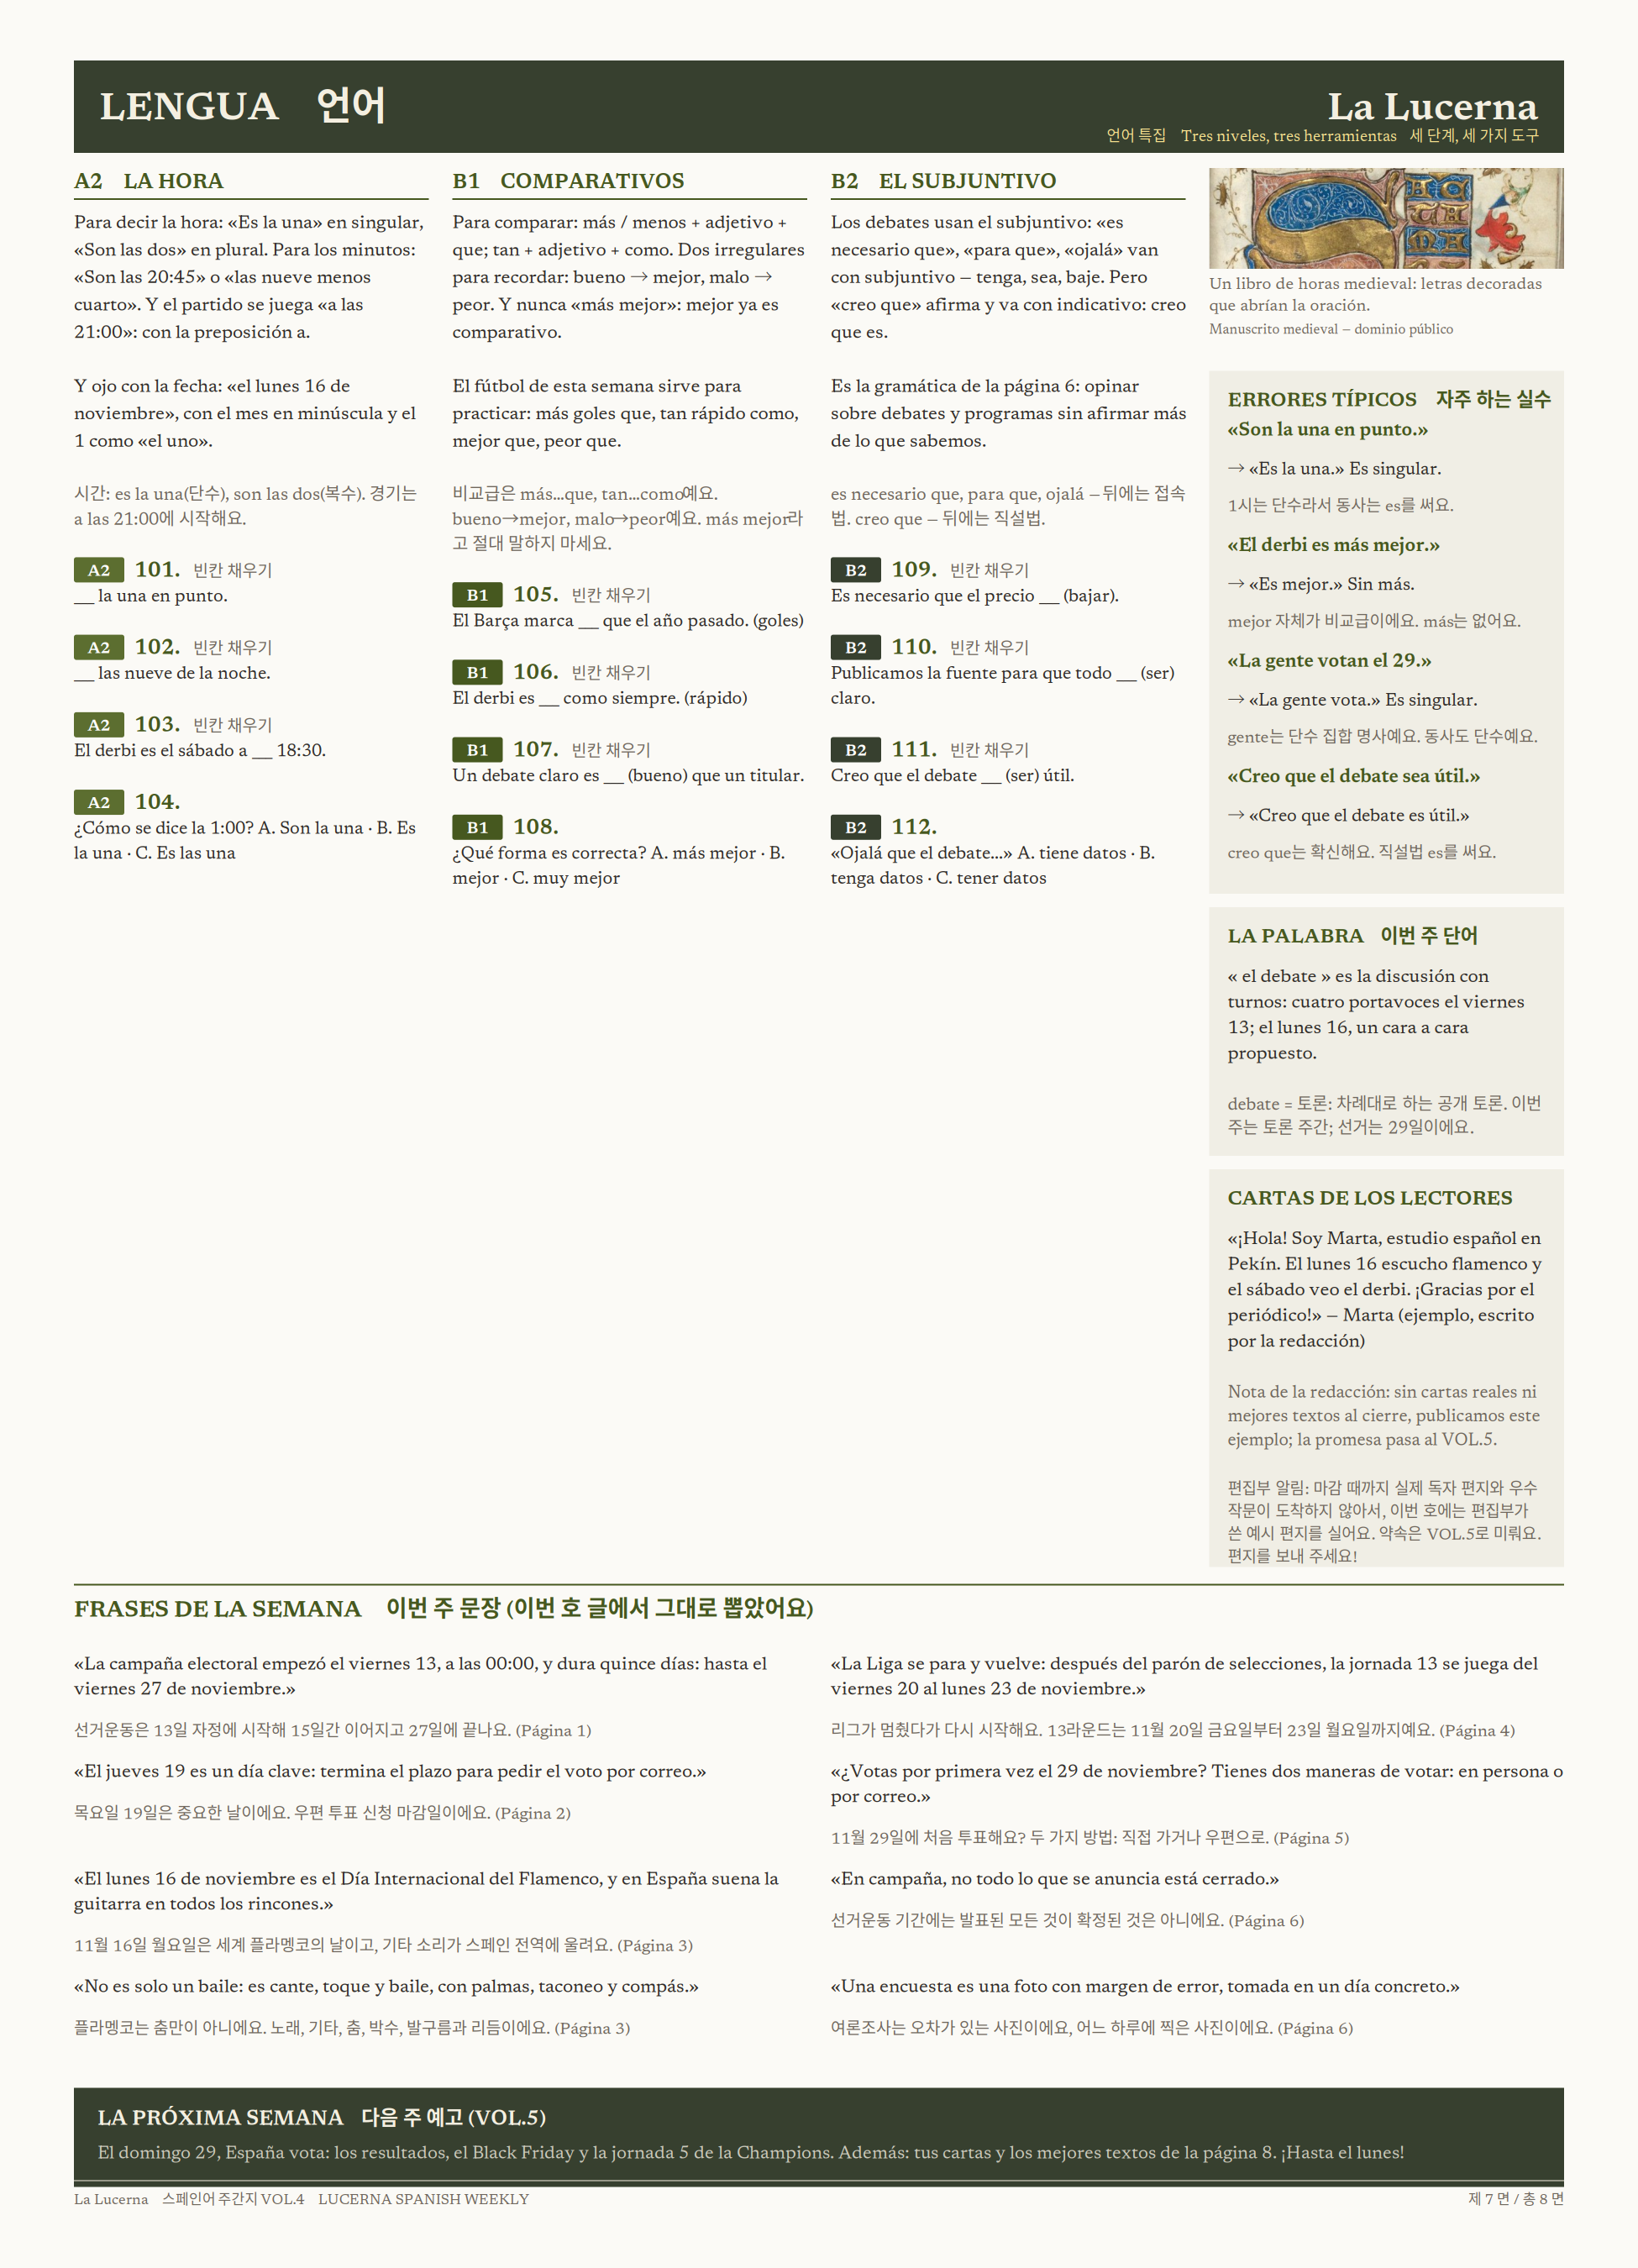 LENGUA 언어
La Lucerna
언어 특집 Tres niveles, tres herramientas 세 단계, 세 가지 도구
A2 LA HORA
Para decir la hora: «Es la una» en singular,
«Son las dos» en plural. Para los minutos:
«Son las 20:45» o «las nueve menos
cuarto». Y el partido se juega «a las
21:00»: con la preposición a.
Y ojo con la fecha: «el lunes 16 de
noviembre», con el mes en minúscula y el
1 como «el uno».
시간: es la una(단수), son las dos(복수). 경기는
a las 21:00에 시작해요.
A2 101. 빈칸 채우기
__ la una en punto.
A2 102. 빈칸 채우기
__ las nueve de la noche.
A2 103. 빈칸 채우기
El derbi es el sábado a __ 18:30.
A2 104.
¿Cómo se dice la 1:00? A. Son la una · B. Es
la una · C. Es las una
B1 COMPARATIVOS
Para comparar: más / menos + adjetivo +
que; tan + adjetivo + como. Dos irregulares
para recordar: bueno → mejor, malo →
peor. Y nunca «más mejor»: mejor ya es
comparativo.
El fútbol de esta semana sirve para
practicar: más goles que, tan rápido como,
mejor que, peor que.
비교급은 más…que, tan…como예요.
bueno→mejor, malo→peor예요. más mejor라
고 절대 말하지 마세요.
B1 105. 빈칸 채우기
El Barça marca __ que el año pasado. (goles)
B1 106. 빈칸 채우기
El derbi es __ como siempre. (rápido)
B1 107. 빈칸 채우기
Un debate claro es __ (bueno) que un titular.
B1 108.
¿Qué forma es correcta? A. más mejor · B.
mejor · C. muy mejor
B2 EL SUBJUNTIVO
Los debates usan el subjuntivo: «es
necesario que», «para que», «ojalá» van
con subjuntivo — tenga, sea, baje. Pero
«creo que» afirma y va con indicativo: creo
que es.
Es la gramática de la página 6: opinar
sobre debates y programas sin afirmar más
de lo que sabemos.
es necesario que, para que, ojalá — 뒤에는 접속
법. creo que — 뒤에는 직설법.
B2 109. 빈칸 채우기
Es necesario que el precio __ (bajar).
B2 110. 빈칸 채우기
Publicamos la fuente para que todo __ (ser)
claro.
B2 111. 빈칸 채우기
Creo que el debate __ (ser) útil.
B2 112.
«Ojalá que el debate…» A. tiene datos · B.
tenga datos · C. tener datos
Un libro de horas medieval: letras decoradas
que abrían la oración.
Manuscrito medieval — dominio público
ERRORES TÍPICOS 자주 하는 실수
«Son la una en punto.»
→ «Es la una.» Es singular.
1시는 단수라서 동사는 es를 써요.
«El derbi es más mejor.»
→ «Es mejor.» Sin más.
mejor 자체가 비교급이에요. más는 없어요.
«La gente votan el 29.»
→ «La gente vota.» Es singular.
gente는 단수 집합 명사예요. 동사도 단수예요.
«Creo que el debate sea útil.»
→ «Creo que el debate es útil.»
creo que는 확신해요. 직설법 es를 써요.
LA PALABRA 이번 주 단어
« el debate » es la discusión con
turnos: cuatro portavoces el viernes
13; el lunes 16, un cara a cara
propuesto.
debate = 토론: 차례대로 하는 공개 토론. 이번
주는 토론 주간; 선거는 29일이에요.
CARTAS DE LOS LECTORES
«¡Hola! Soy Marta, estudio español en
Pekín. El lunes 16 escucho flamenco y
el sábado veo el derbi. ¡Gracias por el
periódico!» — Marta (ejemplo, escrito
por la redacción)
Nota de la redacción: sin cartas reales ni
mejores textos al cierre, publicamos este
ejemplo; la promesa pasa al VOL.5.
편집부 알림: 마감 때까지 실제 독자 편지와 우수
작문이 도착하지 않아서, 이번 호에는 편집부가
쓴 예시 편지를 실어요. 약속은 VOL.5로 미뤄요.
편지를 보내 주세요!
FRASES DE LA SEMANA 이번 주 문장 (이번 호 글에서 그대로 뽑았어요)
«La campaña electoral empezó el viernes 13, a las 00:00, y dura quince días: hasta el
viernes 27 de noviembre.»
선거운동은 13일 자정에 시작해 15일간 이어지고 27일에 끝나요. (Página 1)
«La Liga se para y vuelve: después del parón de selecciones, la jornada 13 se juega del
viernes 20 al lunes 23 de noviembre.»
리그가 멈췄다가 다시 시작해요. 13라운드는 11월 20일 금요일부터 23일 월요일까지예요. (Página 4)
«El jueves 19 es un día clave: termina el plazo para pedir el voto por correo.»
목요일 19일은 중요한 날이에요. 우편 투표 신청 마감일이에요. (Página 2)
«¿Votas por primera vez el 29 de noviembre? Tienes dos maneras de votar: en persona o
por correo.»
11월 29일에 처음 투표해요? 두 가지 방법: 직접 가거나 우편으로. (Página 5)
«El lunes 16 de noviembre es el Día Internacional del Flamenco, y en España suena la
guitarra en todos los rincones.»
11월 16일 월요일은 세계 플라멩코의 날이고, 기타 소리가 스페인 전역에 울려요. (Página 3)
«En campaña, no todo lo que se anuncia está cerrado.»
선거운동 기간에는 발표된 모든 것이 확정된 것은 아니에요. (Página 6)
«No es solo un baile: es cante, toque y baile, con palmas, taconeo y compás.»
플라멩코는 춤만이 아니에요. 노래, 기타, 춤, 박수, 발구름과 리듬이에요. (Página 3)
«Una encuesta es una foto con margen de error, tomada en un día concreto.»
여론조사는 오차가 있는 사진이에요, 어느 하루에 찍은 사진이에요. (Página 6)
LA PRÓXIMA SEMANA 다음 주 예고 (VOL.5)
El domingo 29, España vota: los resultados, el Black Friday y la jornada 5 de la Champions. Además: tus cartas y los mejores textos de la página 8. ¡Hasta el lunes!
La Lucerna 스페인어 주간지 VOL.4 LUCERNA SPANISH WEEKLY
제 7 면 / 총 8 면